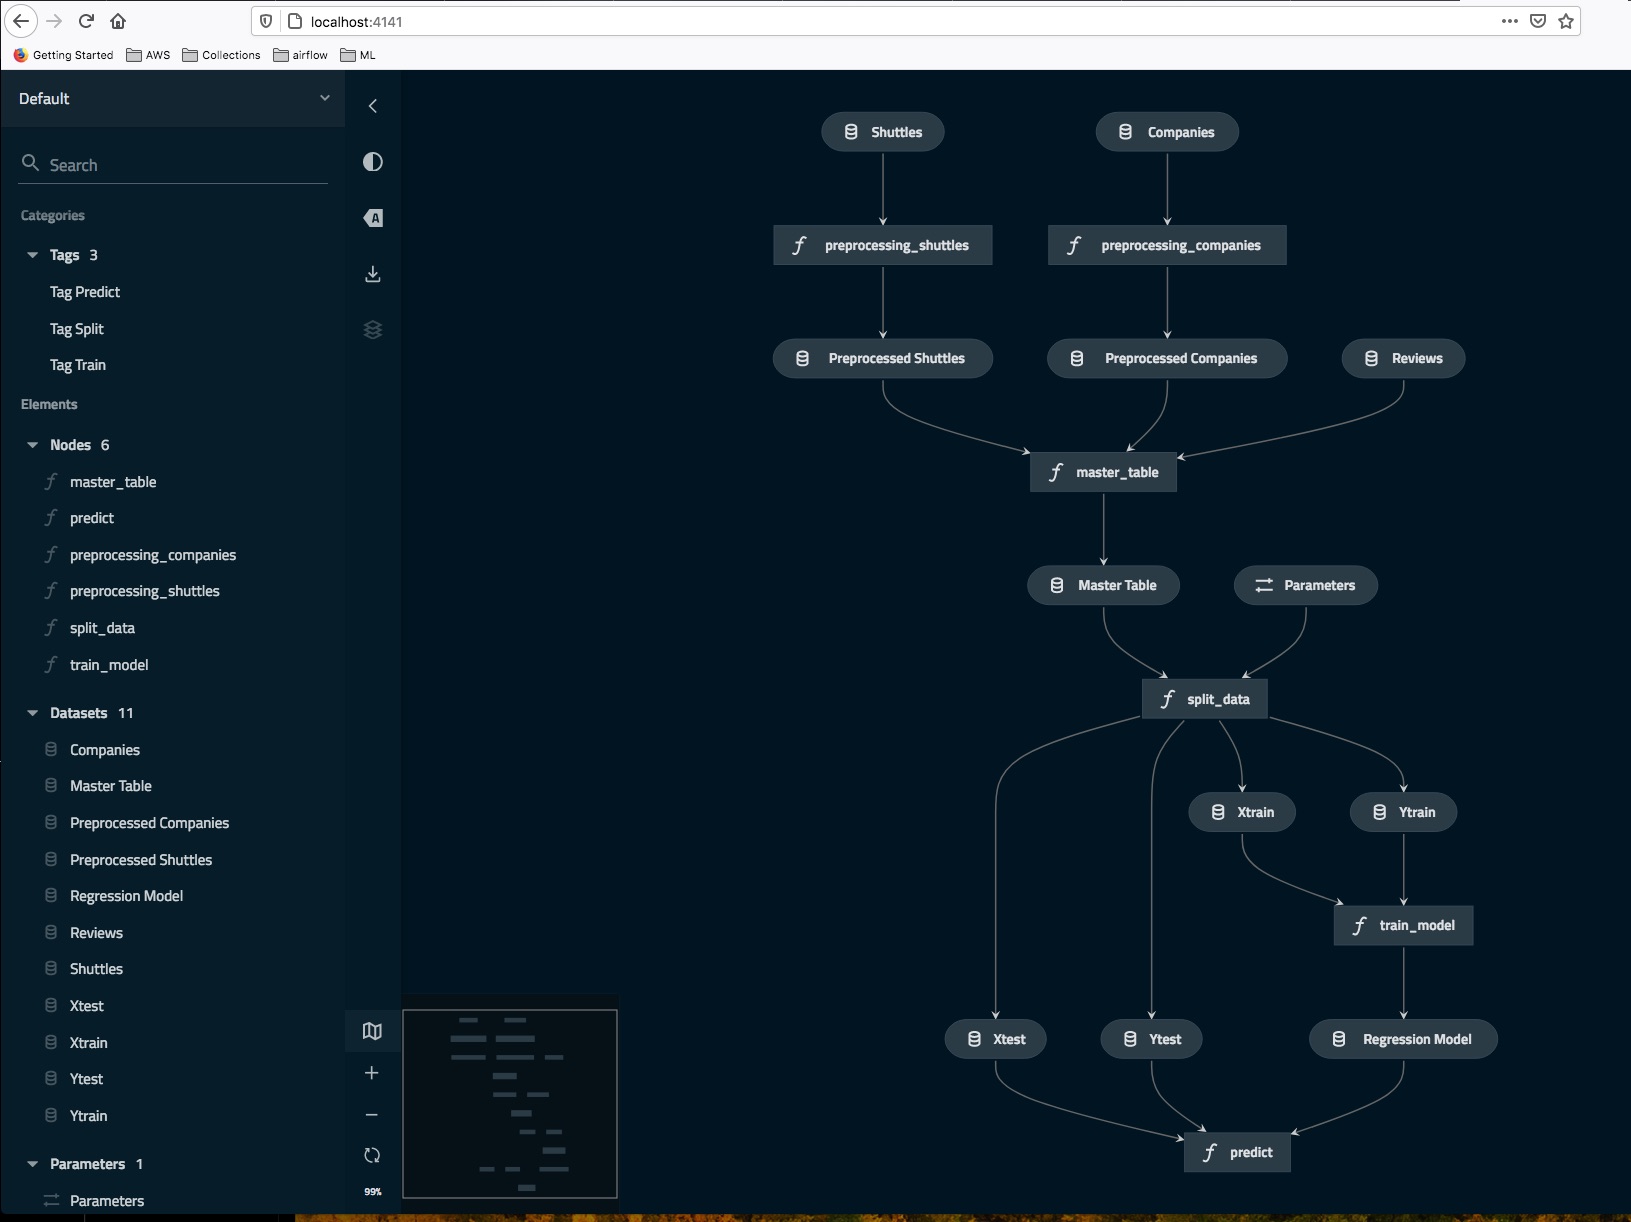 localhost:4141
Getting Started AWS Collections airflow ML
Default
Search
Categories
Tags 3
Tag Predict
Tag Split
Tag Train
Elements
Nodes 6
master_table
predict
preprocessing_companies
preprocessing_shuttles
split_data
train_model
Datasets 11
Companies
Master Table
Preprocessed Companies
Preprocessed Shuttles
Regression Model
Reviews
Shuttles
Xtest
Xtrain
Ytest
Ytrain
Parameters 1
Parameters
A
99%
Shuttles Companies
f preprocessing_shuttles f preprocessing_companies
Preprocessed Shuttles Preprocessed Companies Reviews
f master_table
Master Table Parameters
f split_data
Xtrain Ytrain
f train_model
Xtest Ytest Regression Model
f predict